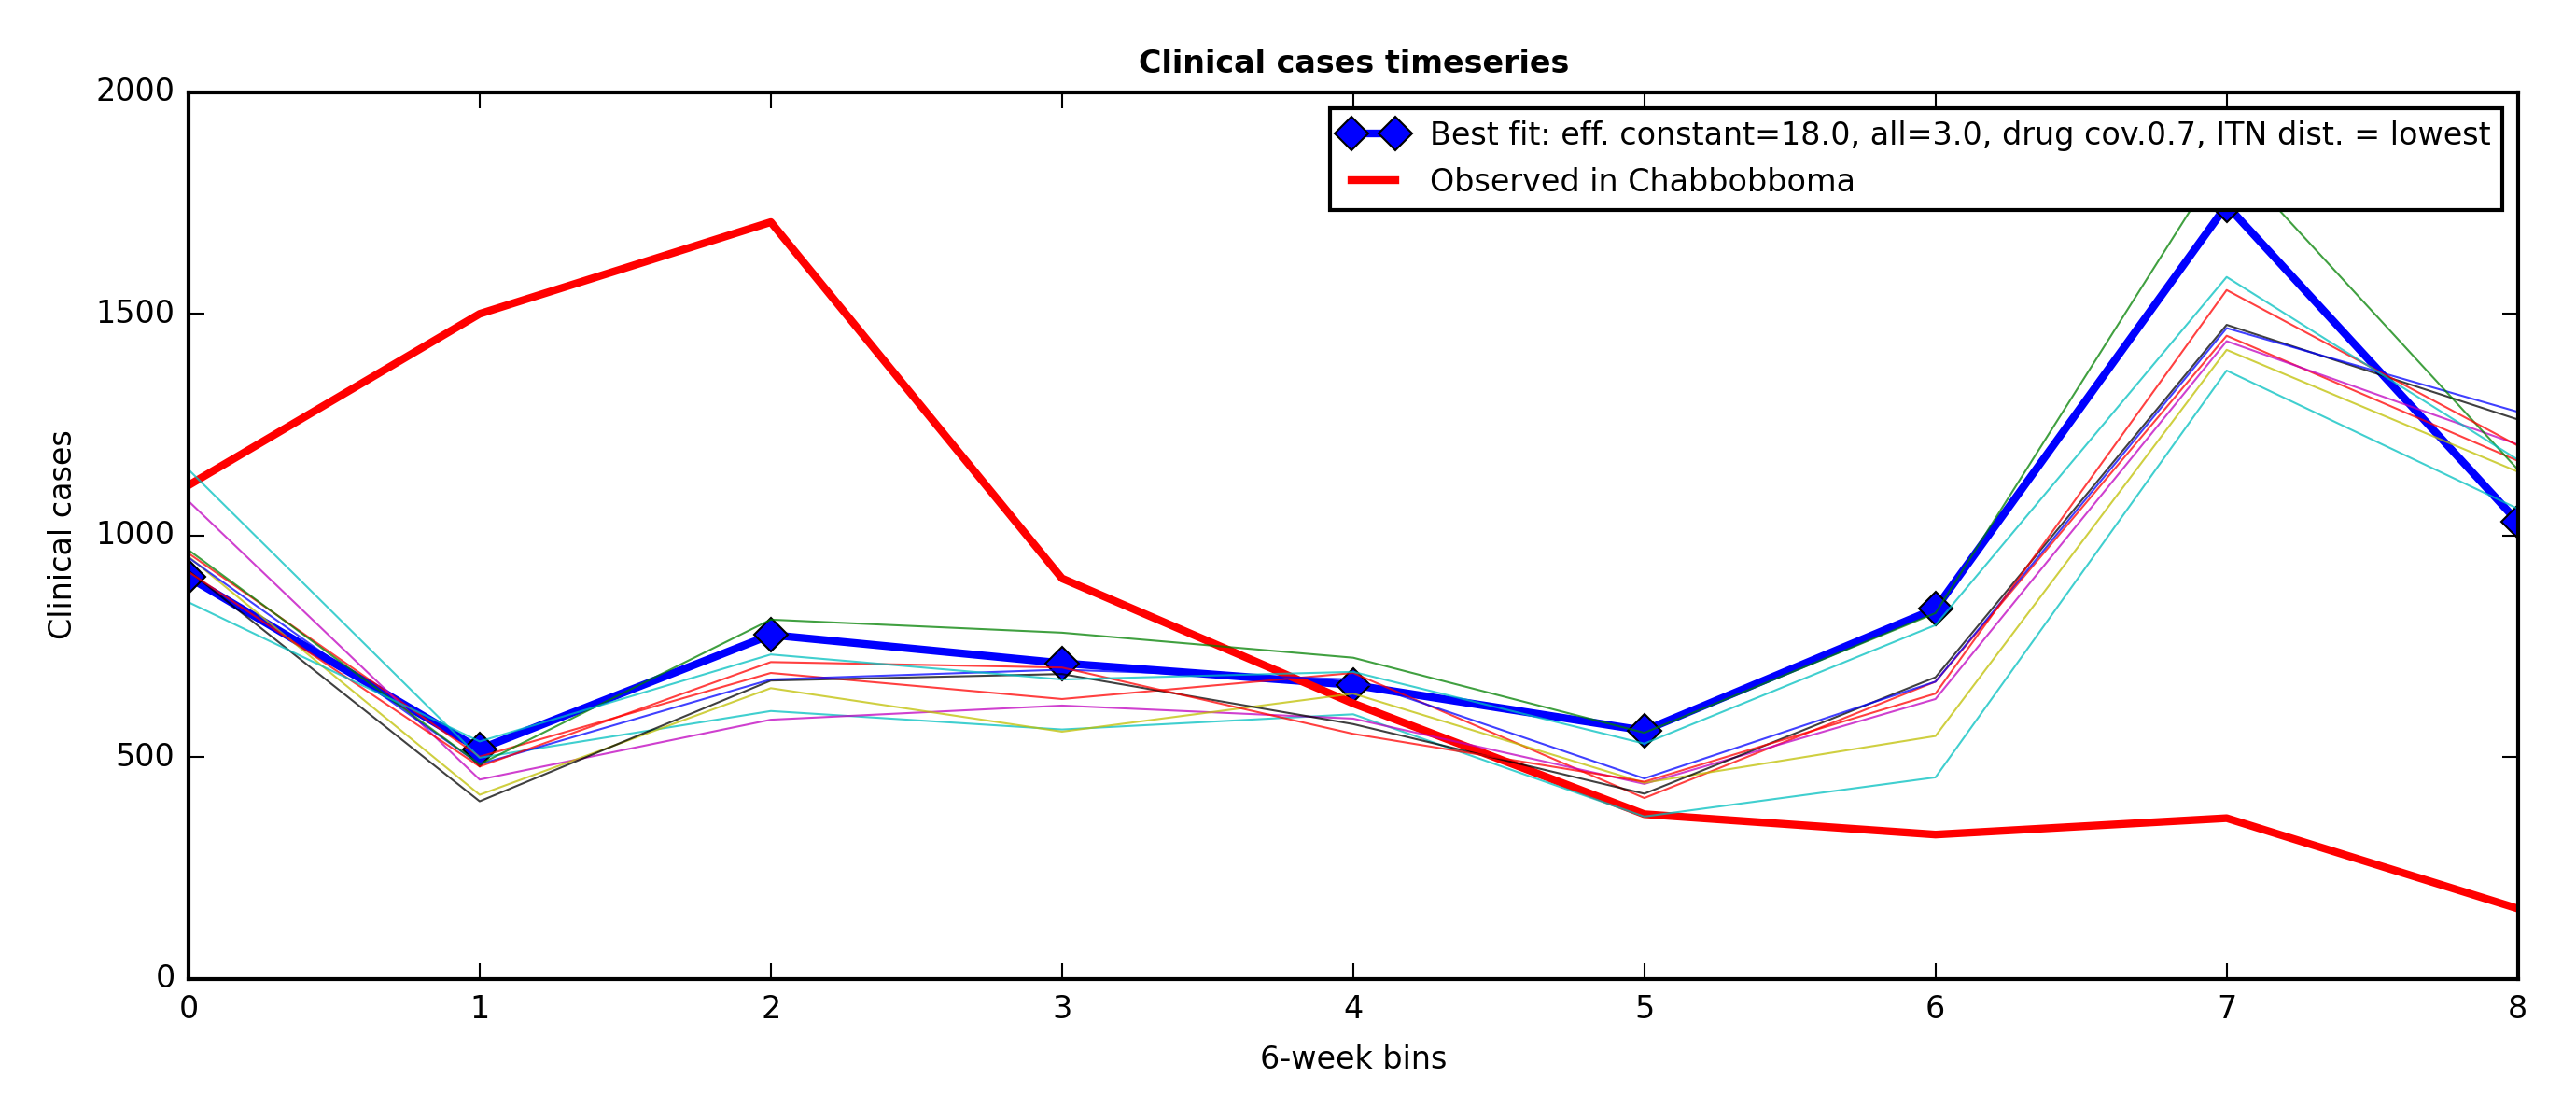 Clinical cases timeseries
2000
1500
1000
500
0
Clinical cases
Best fit: eff. constant=18.0, all=3.0, drug cov.0.7, ITN dist. = lowest
Observed in Chabbobboma
0 1 2 3 4 5 6 7 8
6-week bins